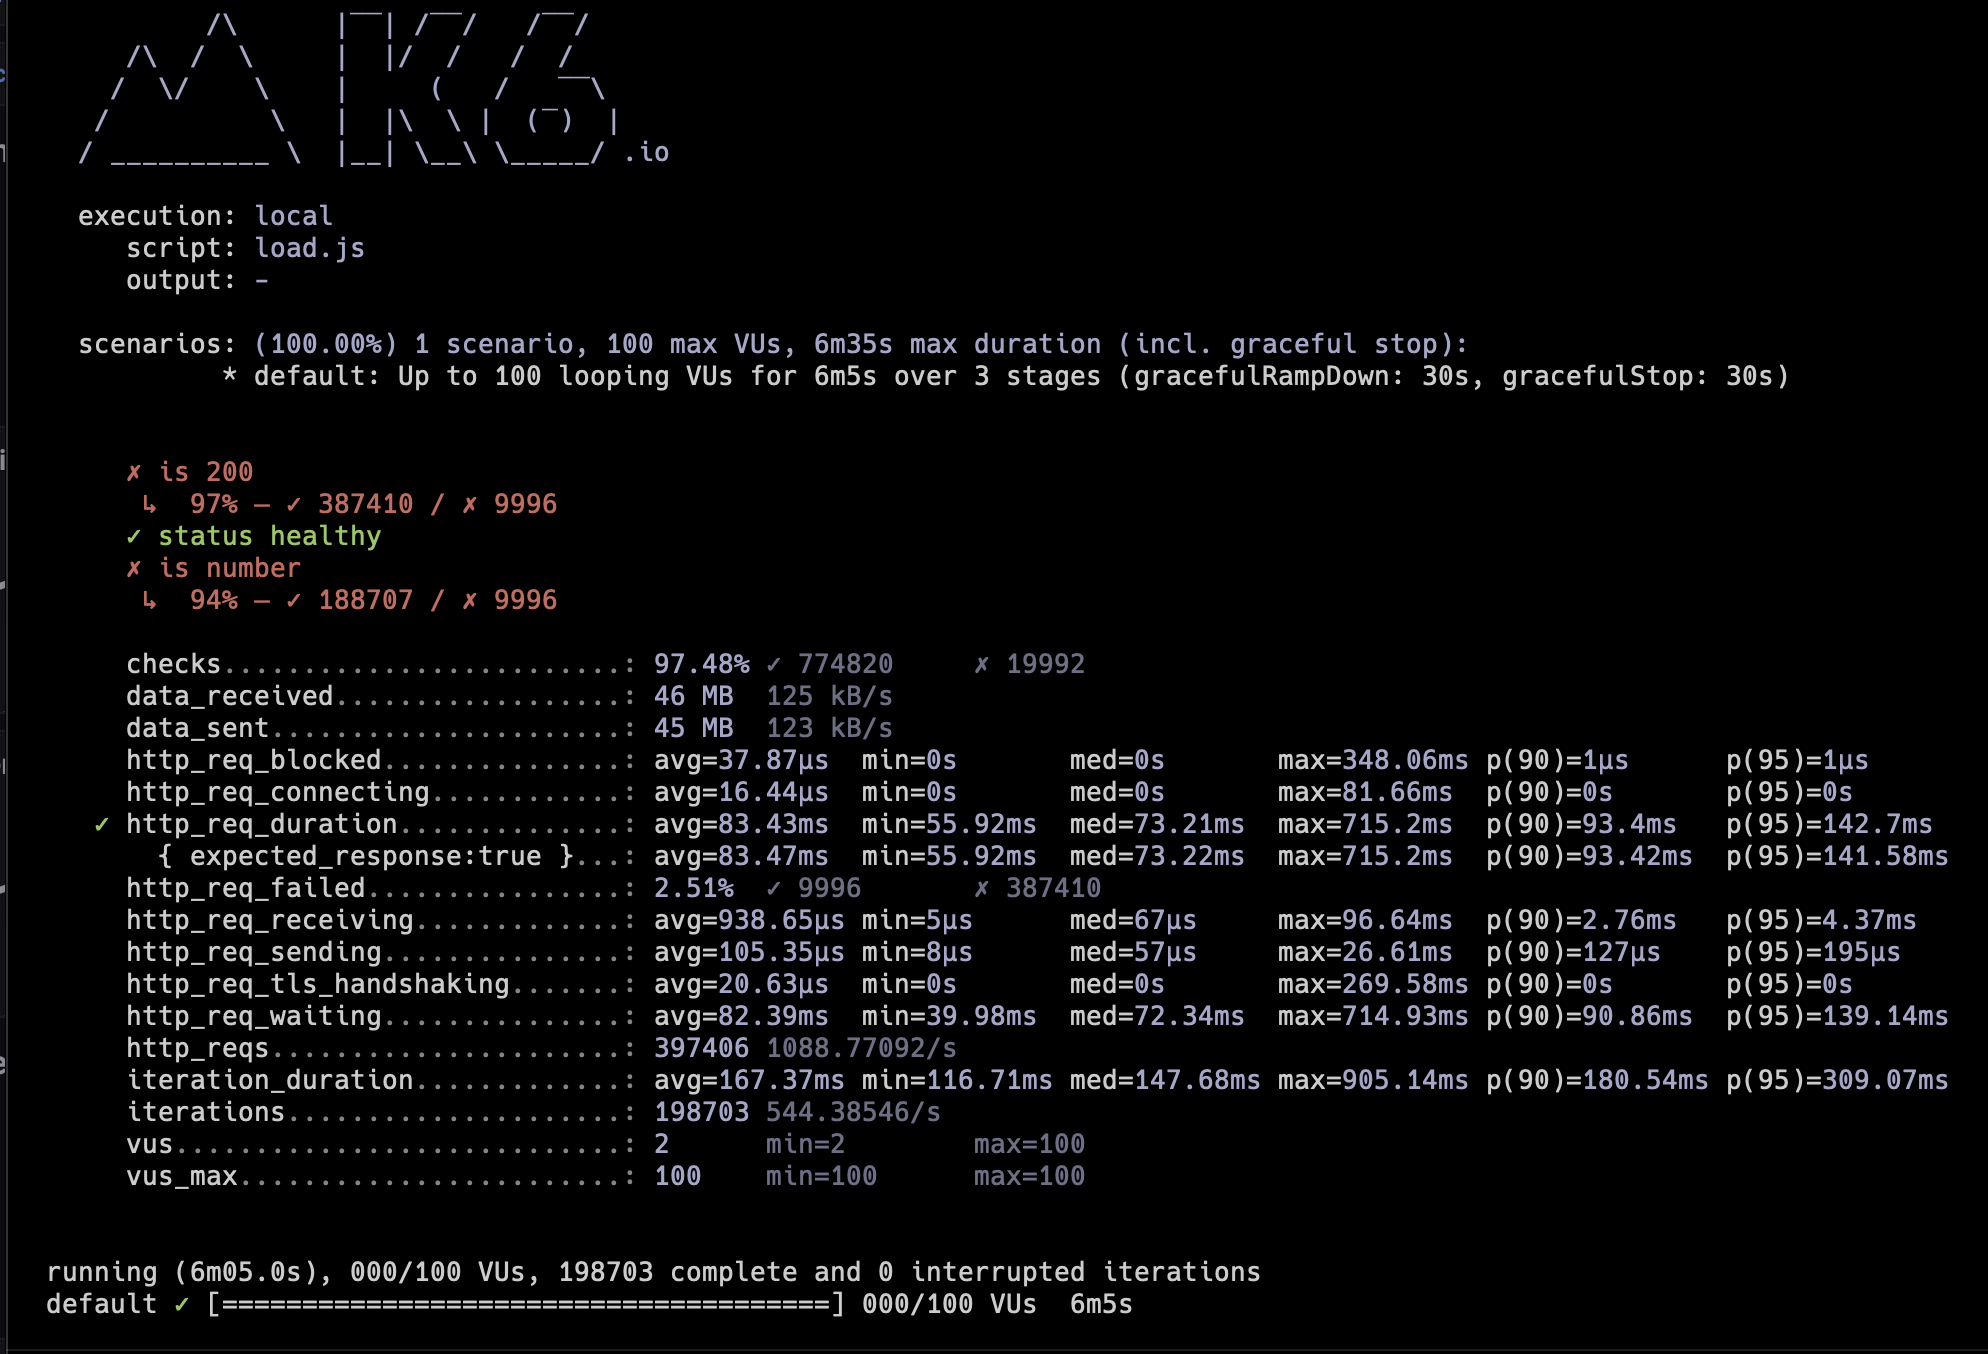 /\      |‾‾| /‾‾/   /‾‾/
     /\  /  \     |  |/  /   /  /
    /  \/    \    |     (   /   ‾‾\
   /          \   |  |\  \ |  (‾)  |
  / __________ \  |__| \__\ \_____/ .io
execution: local
script: load.js
output: -
scenarios: (100.00%) 1 scenario, 100 max VUs, 6m35s max duration (incl. graceful stop):
* default: Up to 100 looping VUs for 6m5s over 3 stages (gracefulRampDown: 30s, gracefulStop: 30s)
✗ is 200
↳  97% — ✓ 387410 / ✗ 9996
✓ status healthy
✗ is number
↳  94% — ✓ 188707 / ✗ 9996
checks.........................: 97.48% ✓ 774820     ✗ 19992
data_received..................: 46 MB  125 kB/s
data_sent......................: 45 MB  123 kB/s
http_req_blocked...............: avg=37.87µs  min=0s       med=0s       max=348.06ms p(90)=1µs      p(95)=1µs
http_req_connecting............: avg=16.44µs  min=0s       med=0s       max=81.66ms  p(90)=0s       p(95)=0s
✓ http_req_duration..............: avg=83.43ms  min=55.92ms  med=73.21ms  max=715.2ms  p(90)=93.4ms   p(95)=142.7ms
{ expected_response:true }...: avg=83.47ms  min=55.92ms  med=73.22ms  max=715.2ms  p(90)=93.42ms  p(95)=141.58ms
http_req_failed................: 2.51%  ✓ 9996       ✗ 387410
http_req_receiving.............: avg=938.65µs min=5µs      med=67µs     max=96.64ms  p(90)=2.76ms   p(95)=4.37ms
http_req_sending...............: avg=105.35µs min=8µs      med=57µs     max=26.61ms  p(90)=127µs    p(95)=195µs
http_req_tls_handshaking.......: avg=20.63µs  min=0s       med=0s       max=269.58ms p(90)=0s       p(95)=0s
http_req_waiting...............: avg=82.39ms  min=39.98ms  med=72.34ms  max=714.93ms p(90)=90.86ms  p(95)=139.14ms
http_reqs......................: 397406 1088.77092/s
iteration_duration.............: avg=167.37ms min=116.71ms med=147.68ms max=905.14ms p(90)=180.54ms p(95)=309.07ms
iterations.....................: 198703 544.38546/s
vus............................: 2      min=2        max=100
vus_max........................: 100    min=100      max=100
running (6m05.0s), 000/100 VUs, 198703 complete and 0 interrupted iterations
default ✓ [======================================] 000/100 VUs  6m5s